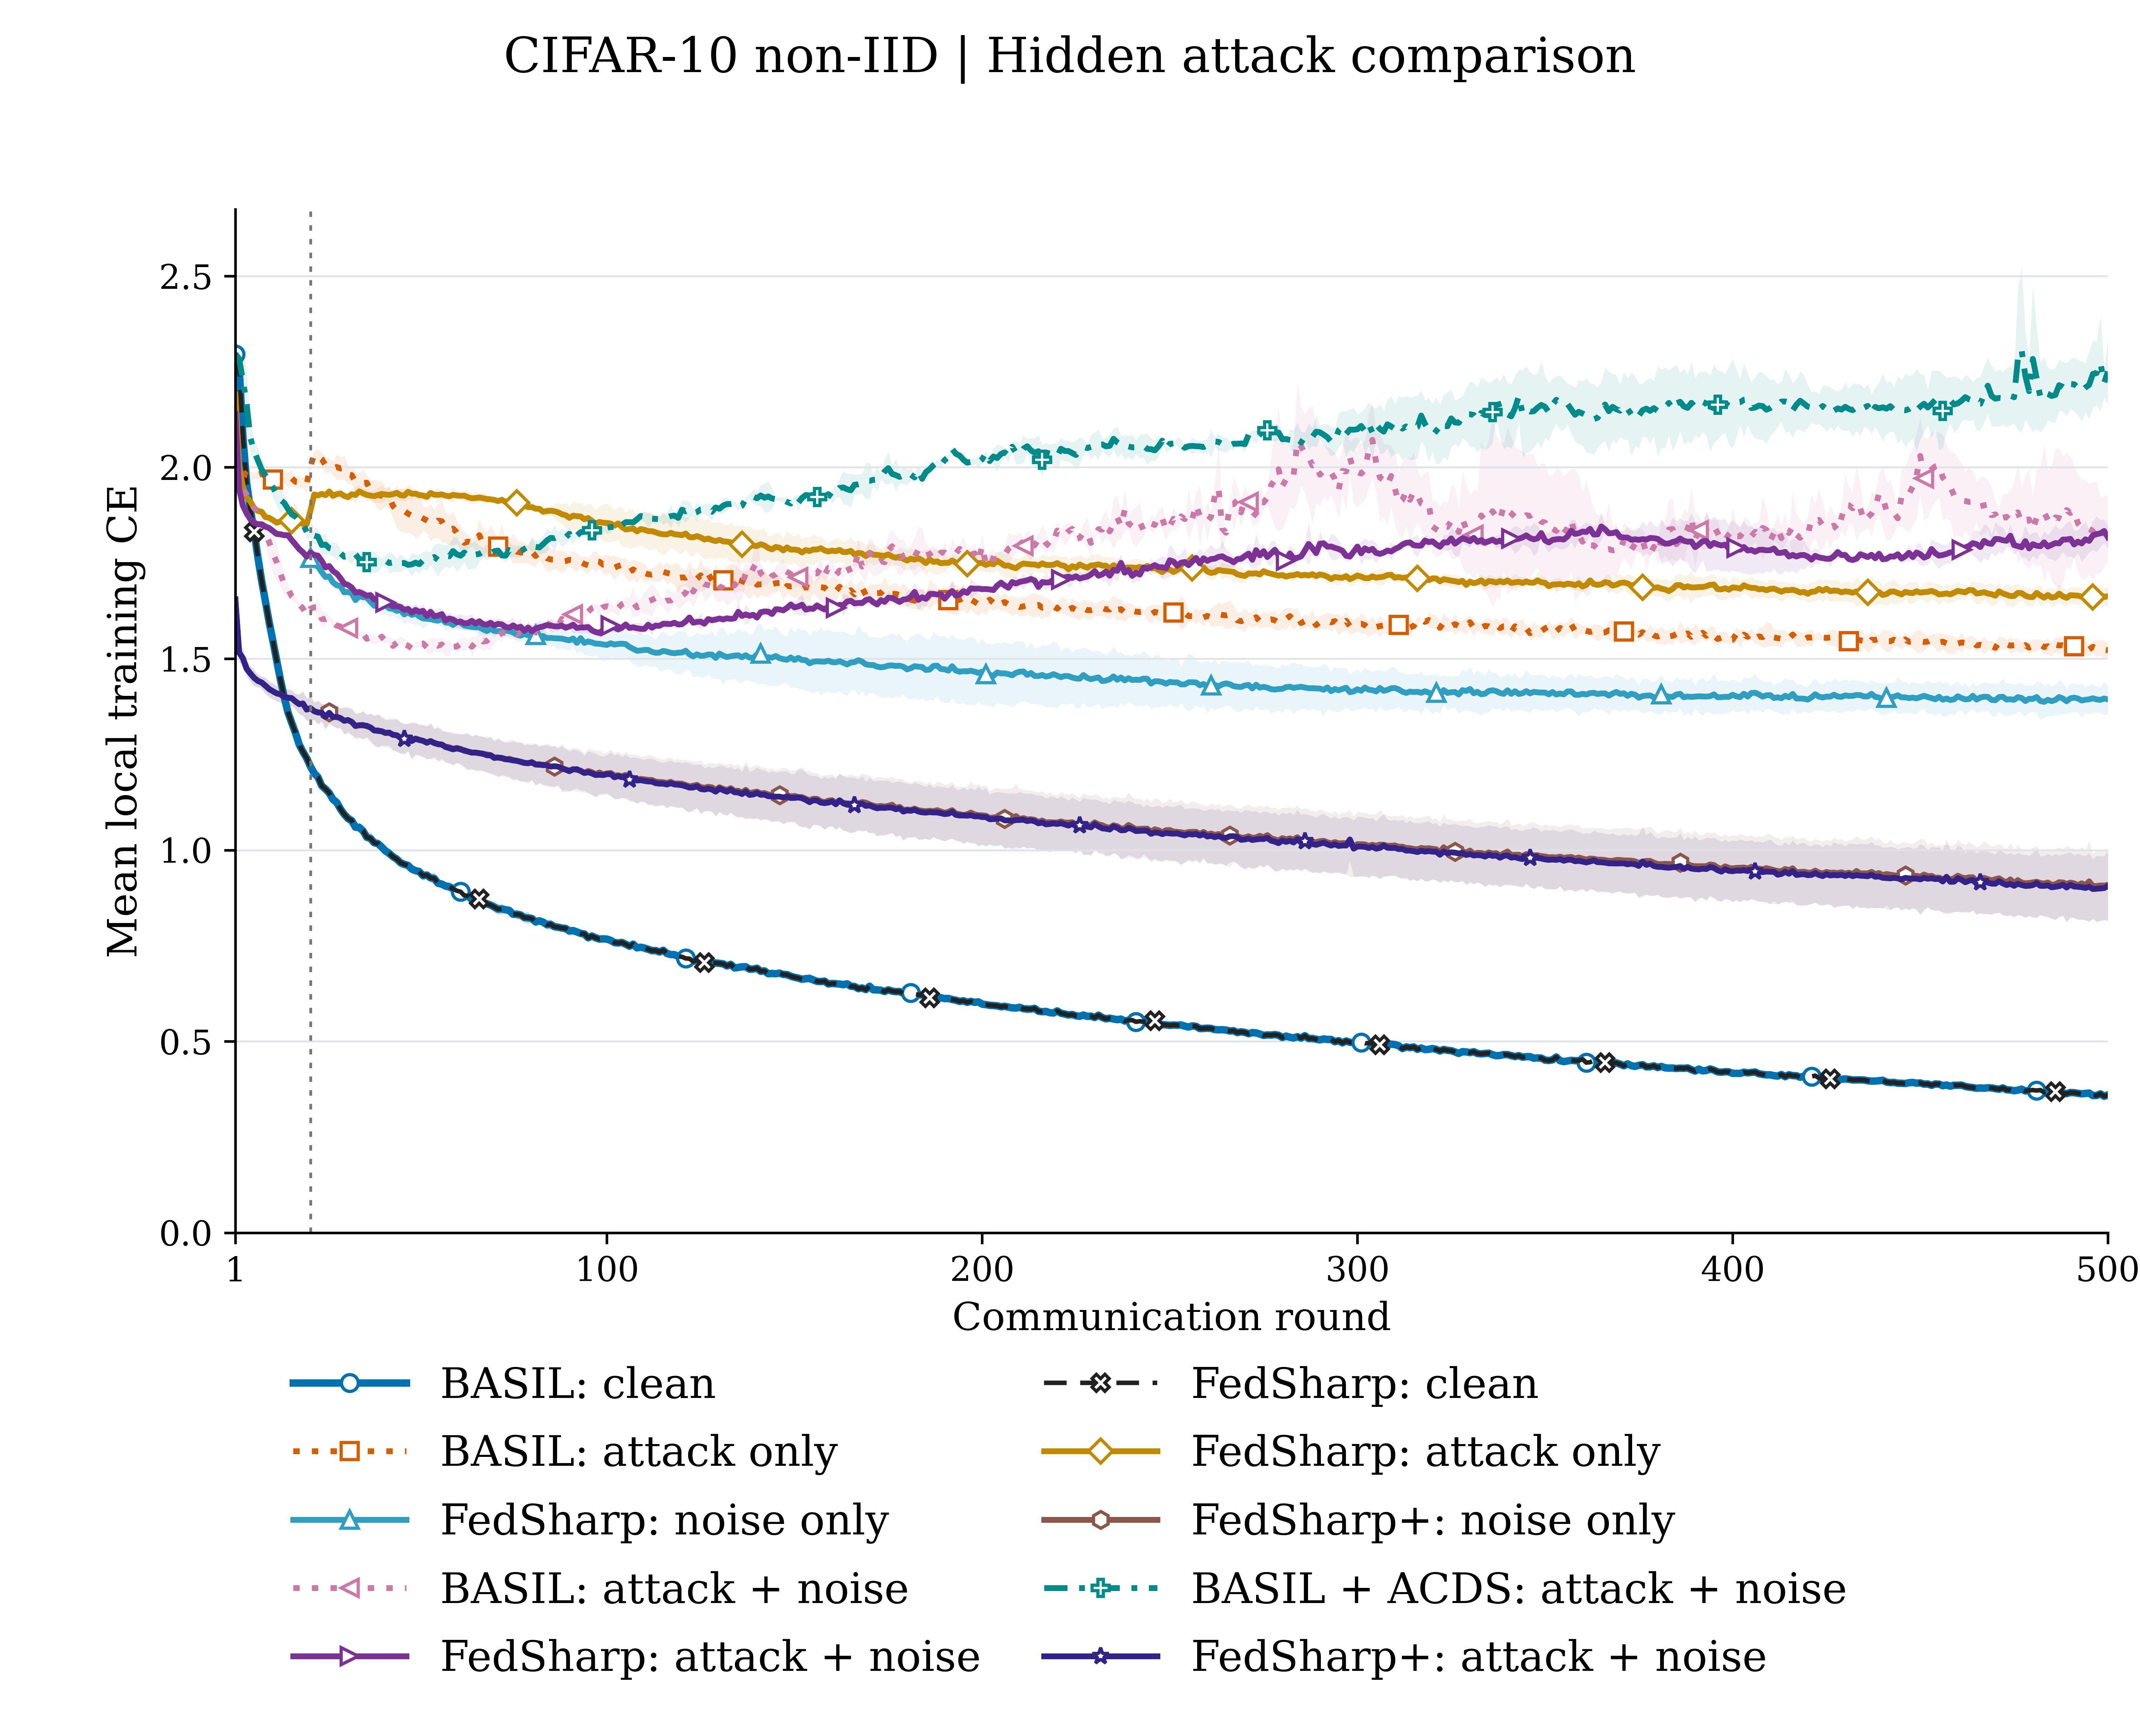 CIFAR-10 non-IID | Hidden attack comparison
Mean local training CE
2.5
2.0
1.5
1.0
0.5
0.0
1 100 200 300 400 500
Communication round
BASIL: clean
BASIL: attack only
FedSharp: noise only
BASIL: attack + noise
FedSharp: attack + noise
FedSharp: clean
FedSharp: attack only
FedSharp+: noise only
BASIL + ACDS: attack + noise
FedSharp+: attack + noise